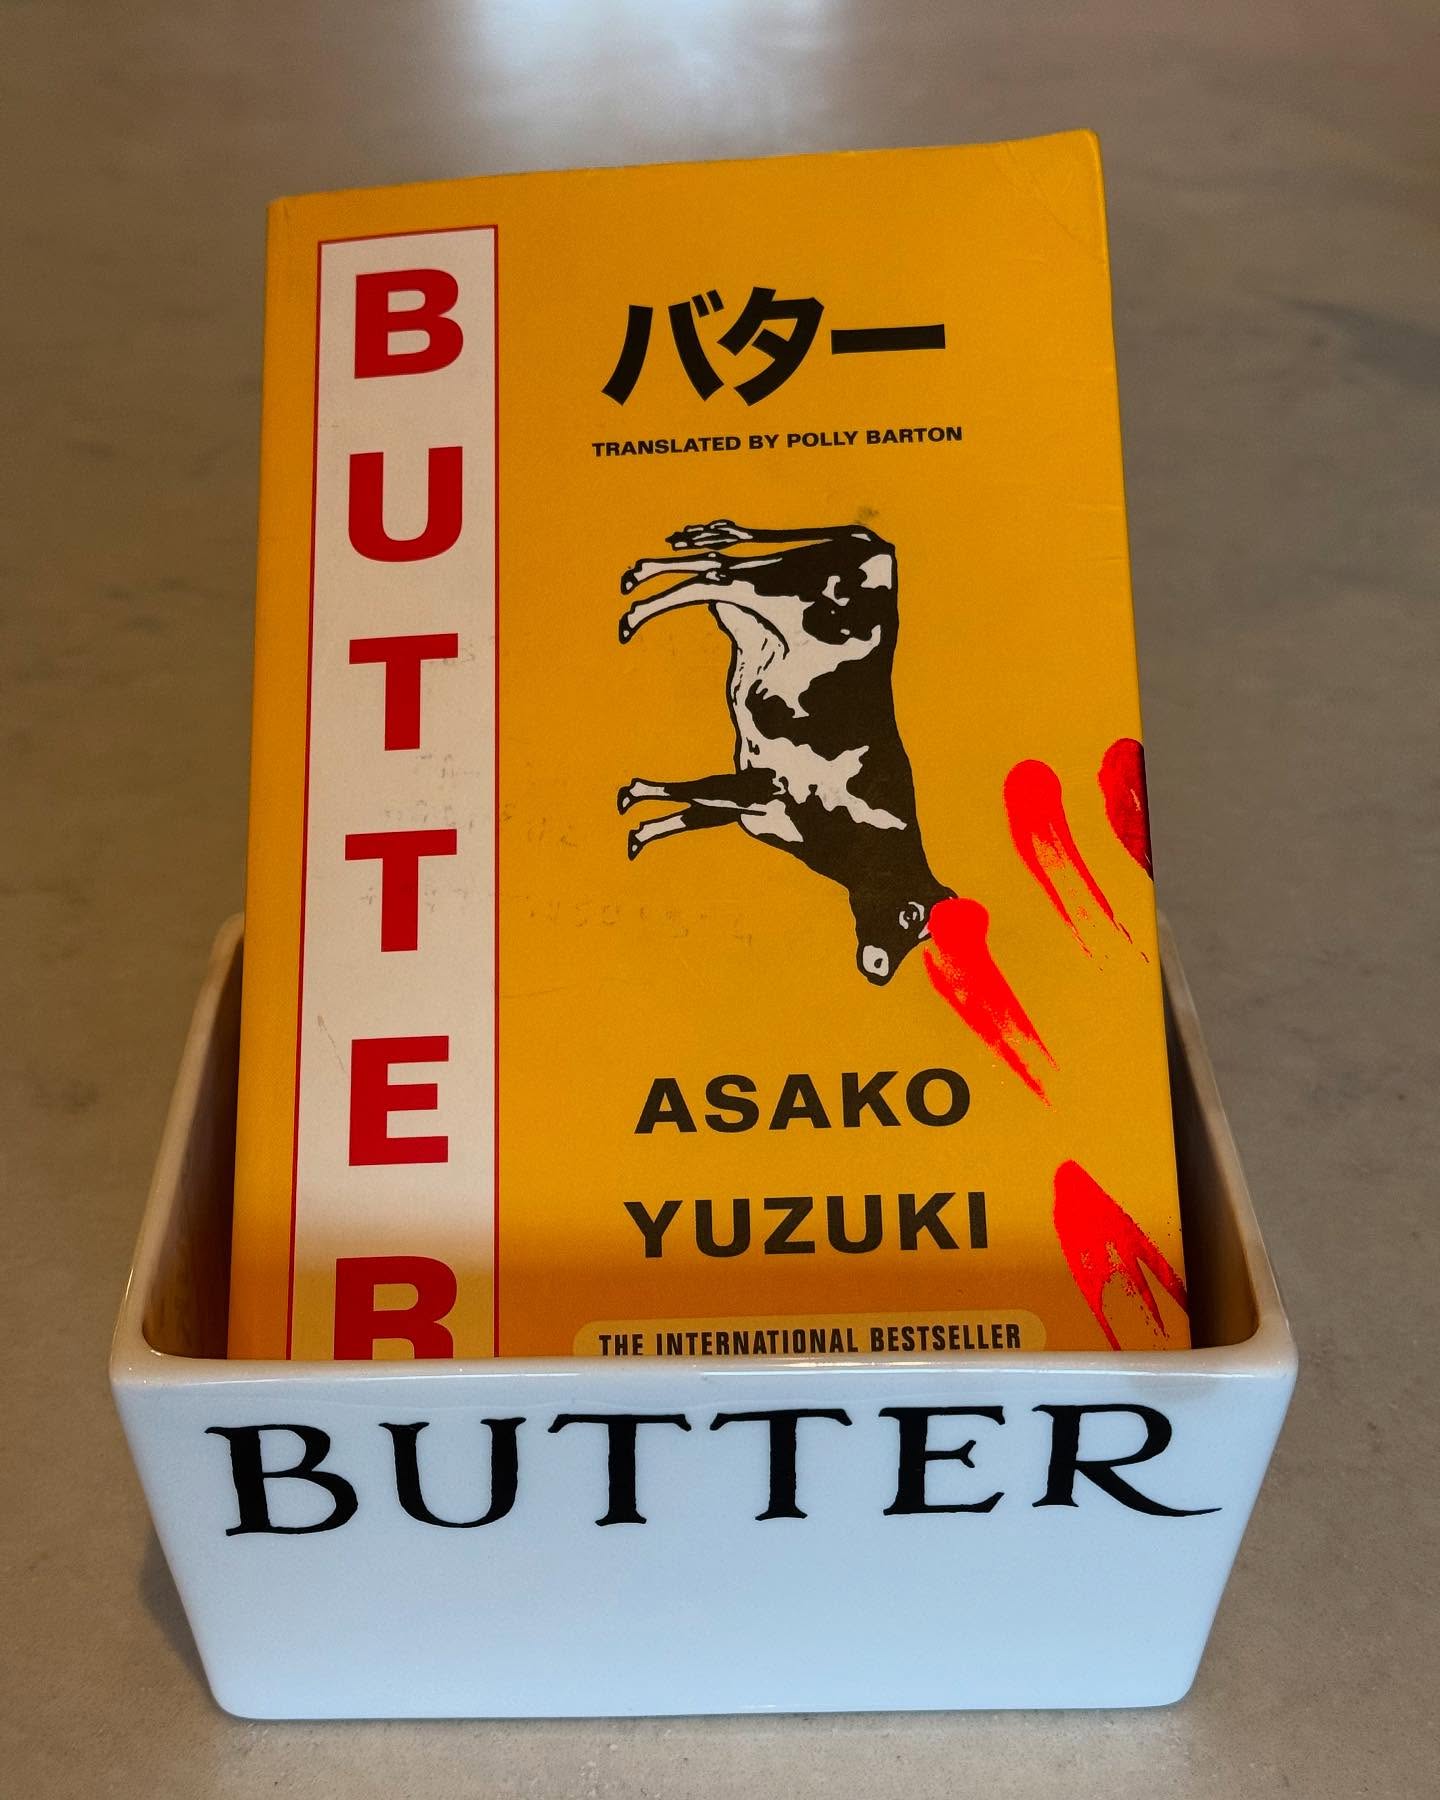 BUTTER
バター
TRANSLATED BY POLLY BARTON
ASAKO
YUZUKI
THE INTERNATIONAL BESTSELLER
BUTTER